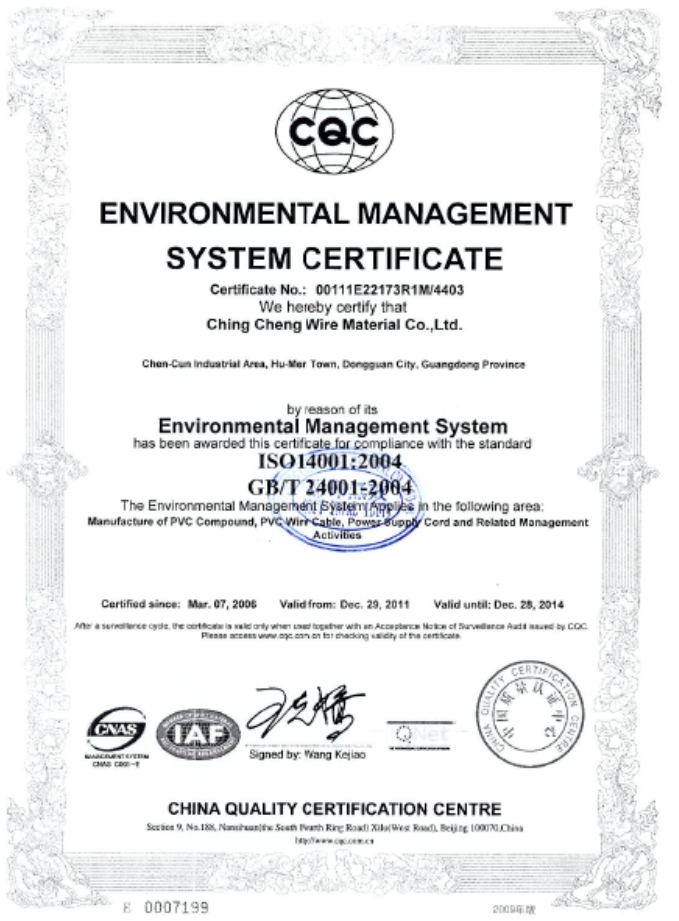 CQC
ENVIRONMENTAL MANAGEMENT
SYSTEM CERTIFICATE
Certificate No.: 00111E22173R1M/4403
We hereby certify that
Ching Cheng Wire Material Co.,Ltd.
Chen-Cun Industrial Area, Hu-Mer Town, Dongguan City, Guangdong Province
by reason of its
Environmental Management System
has been awarded this certificate for compliance with the standard
ISO14001:2004
GB/T 24001-2004
The Environmental Management System Applies in the following area:
Manufacture of PVC Compound, PVC Wire Cable, Power Supply Cord and Related Management
Activities
Certified since: Mar. 07, 2006 Valid from: Dec. 29, 2011 Valid until: Dec. 28, 2014
After a surveillance cycle, the certificate is valid only when used together with an Acceptance Notice of Surveillance Audit issued by CQC.
Please access www.cqc.com.cn for checking validity of the certificate.
CNAS
MANAGEMENT SYSTEM
CNAS C001-E
IAF
Signed by: Wang Kejiao
QNet
CHINA QUALITY CERTIFICATION CENTRE
中国质量认证中心
CHINA QUALITY CERTIFICATION CENTRE
Section 9, No.188, Nansihuan(the South Fourth Ring Road) Xilu(West Road), Beijing 100070,China
http://www.cqc.com.cn
E 0007199
2009年版